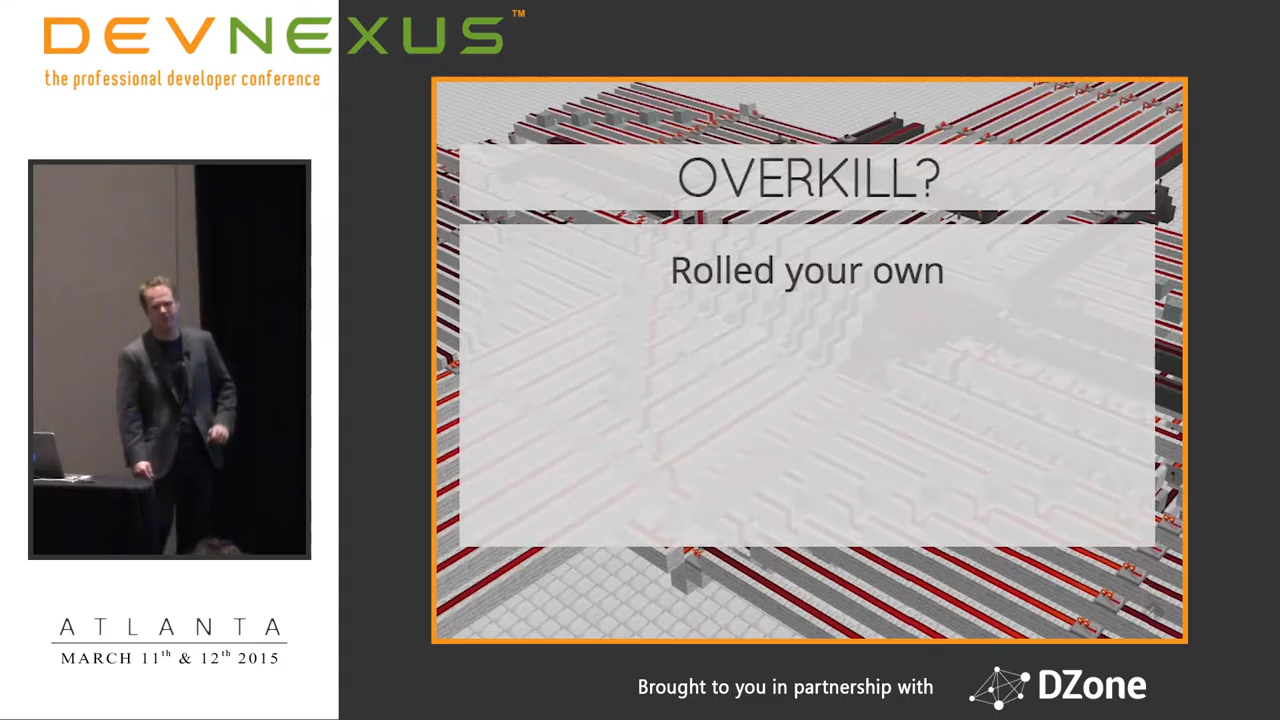 DEVNEXUS™
the professional developer conference
OVERKILL?
Rolled your own
ATLANTA
MARCH 11th & 12th 2015
Brought to you in partnership with
DZone